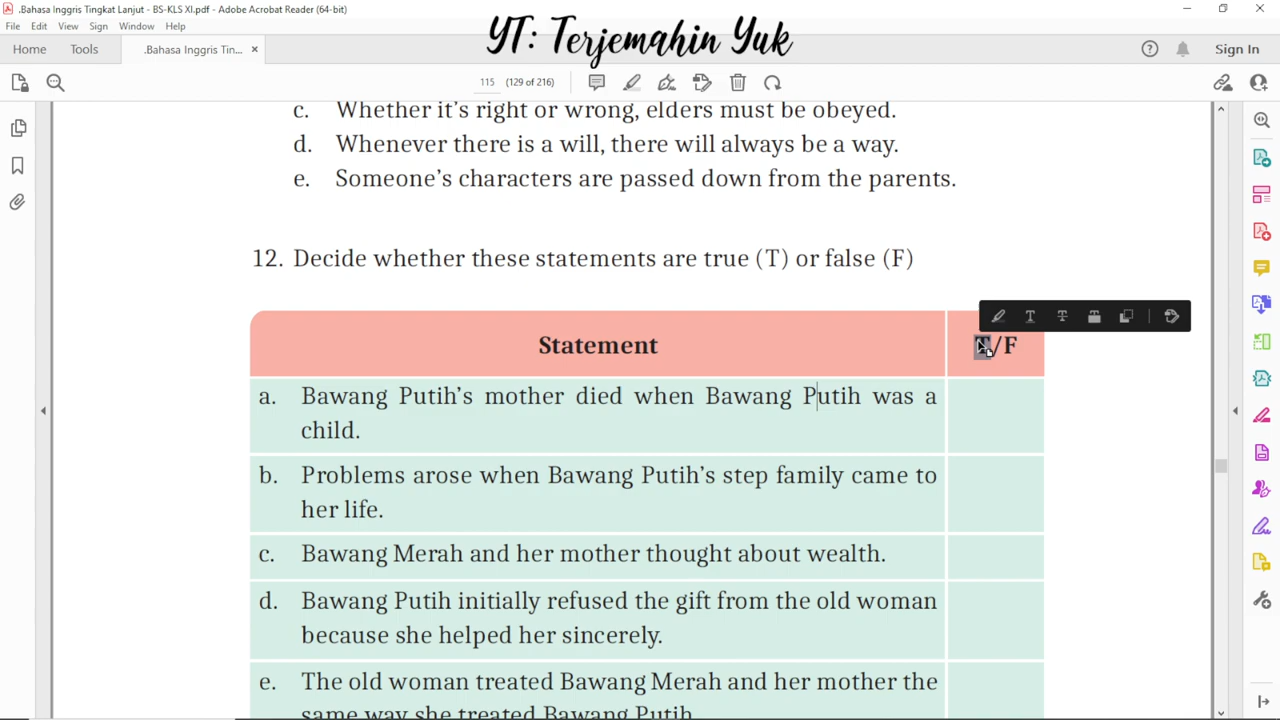 .Bahasa Inggris Tingkat Lanjut - BS-KLS XI.pdf - Adobe Acrobat Reader (64-bit)
File Edit View Sign Window Help
YT: Terjemahin Yuk
Home Tools .Bahasa Inggris Tin... × Sign In
115 (129 of 216)
c. Whether it's right or wrong, elders must be obeyed.
d. Whenever there is a will, there will always be a way.
e. Someone's characters are passed down from the parents.
12. Decide whether these statements are true (T) or false (F)
Statement T/F
a. Bawang Putih's mother died when Bawang Putih was a
child.
b. Problems arose when Bawang Putih's step family came to
her life.
c. Bawang Merah and her mother thought about wealth.
d. Bawang Putih initially refused the gift from the old woman
because she helped her sincerely.
e. The old woman treated Bawang Merah and her mother the
same way she treated Bawang Putih.